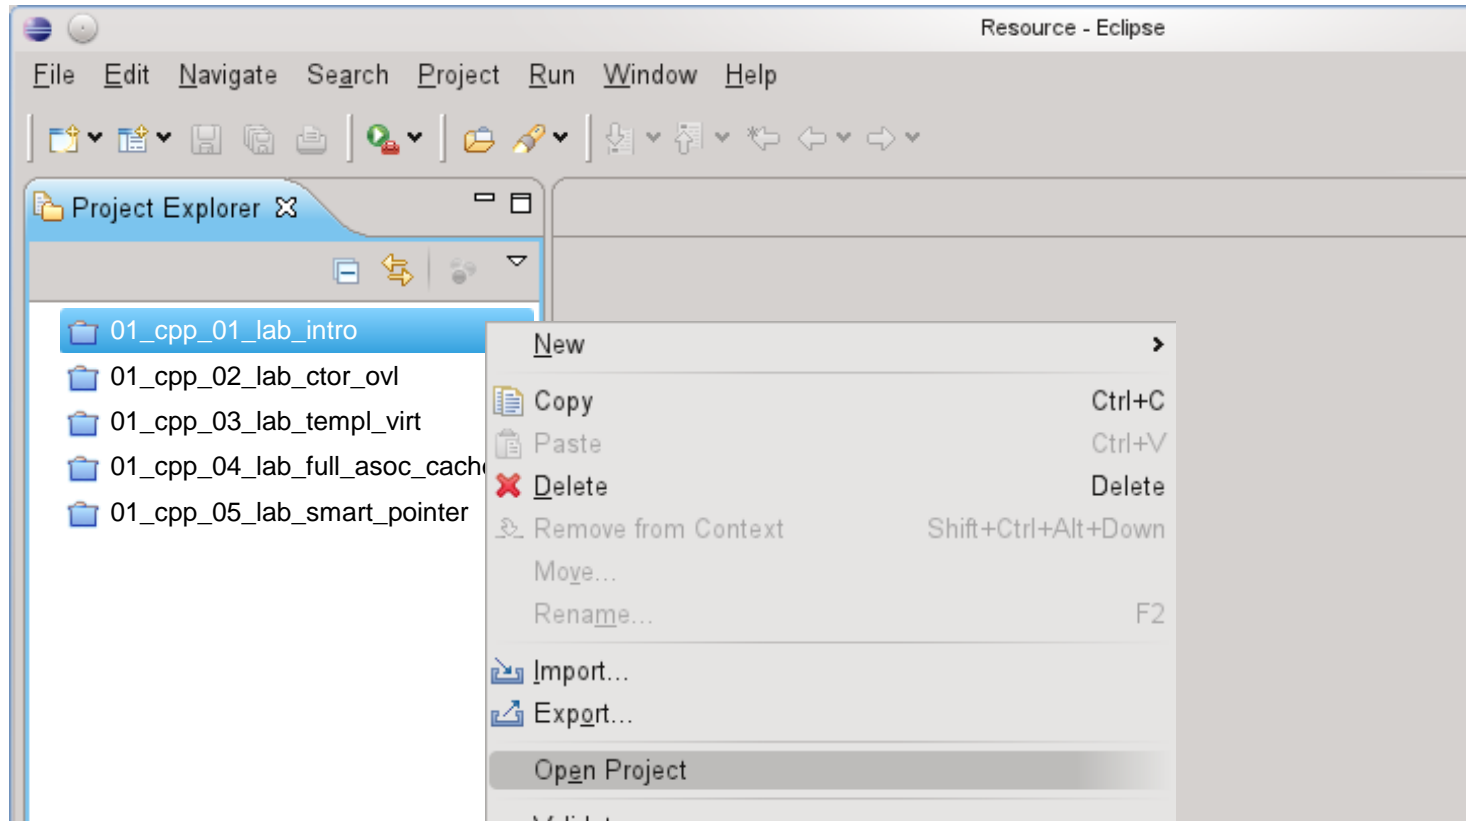 Resource - Eclipse
File Edit Navigate Search Project Run Window Help
Project Explorer
01_cpp_01_lab_intro
01_cpp_02_lab_ctor_ovl
01_cpp_03_lab_templ_virt
01_cpp_04_lab_full_asoc_cache
01_cpp_05_lab_smart_pointer
New
Copy Ctrl+C
Paste Ctrl+V
Delete Delete
Remove from Context Shift+Ctrl+Alt+Down
Move...
Rename... F2
Import...
Export...
Open Project